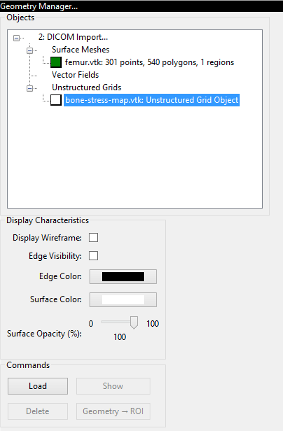 Geometry Manager...
Objects
2: DICOM Import...
Surface Meshes
femur.vtk: 301 points, 540 polygons, 1 regions
Vector Fields
Unstructured Grids
bone-stress-map.vtk: Unstructured Grid Object
Display Characteristics
Display Wireframe:
Edge Visibility:
Edge Color:
Surface Color:
0 100
Surface Opacity (%):
100
Commands
Load Show
Delete Geometry -- ROI